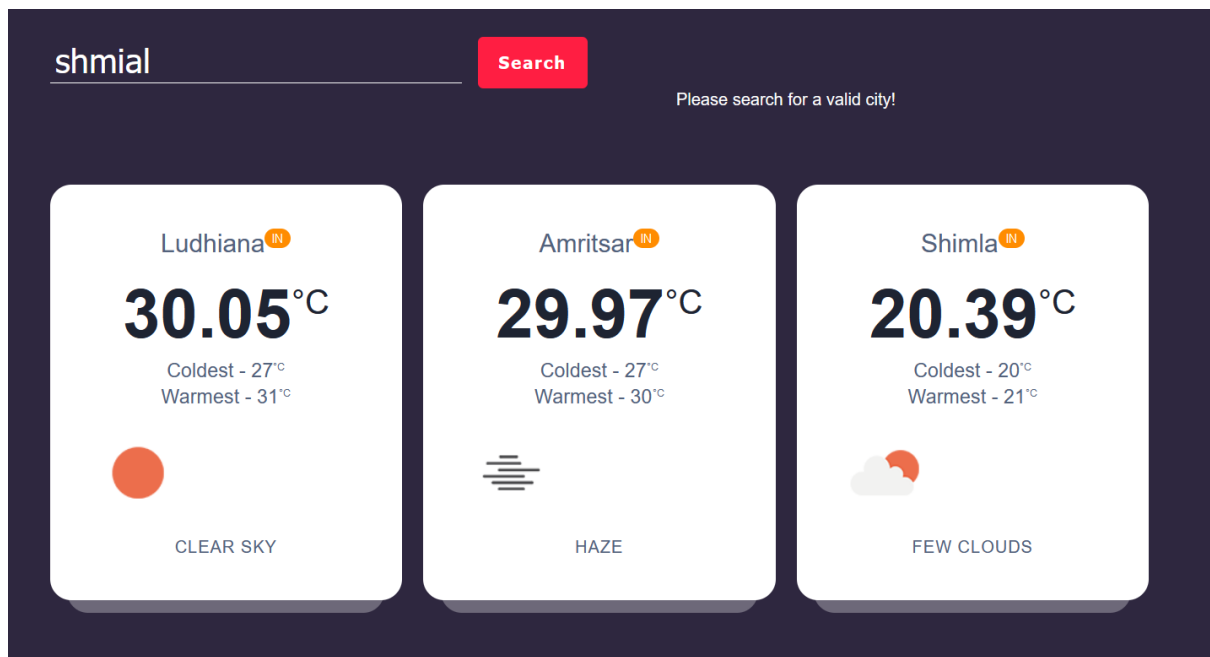 shmial
Search
Please search for a valid city!
Ludhiana IN
30.05°C
Coldest - 27°C
Warmest - 31°C
CLEAR SKY
Amritsar IN
29.97°C
Coldest - 27°C
Warmest - 30°C
HAZE
Shimla IN
20.39°C
Coldest - 20°C
Warmest - 21°C
FEW CLOUDS